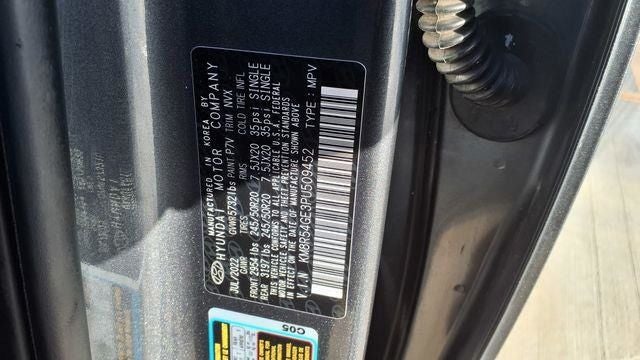 MANUFACTURED IN KOREA BY
HYUNDAI MOTOR COMPANY
JUL/2022 GVWR 5732 lbs PAINT P7V TRIM NVX
GAWR RIMS COLD TIRE INFL
FRONT 2954 lbs 245/50R20 7.5JX20 35psi SINGLE
REAR 3197 lbs 245/50R20 7.5JX20 35psi SINGLE
THIS VEHICLE CONFORMS TO ALL APPLICABLE U.S.A FEDERAL
MOTOR VEHICLE SAFETY, BUMPER AND THEFT PREVENTION STANDARDS
IN EFFECT ON THE DATE OF MANUFACTURE SHOWN ABOVE
V.I.N KM8R54GE3PU509452 TYPE: MPV
C05